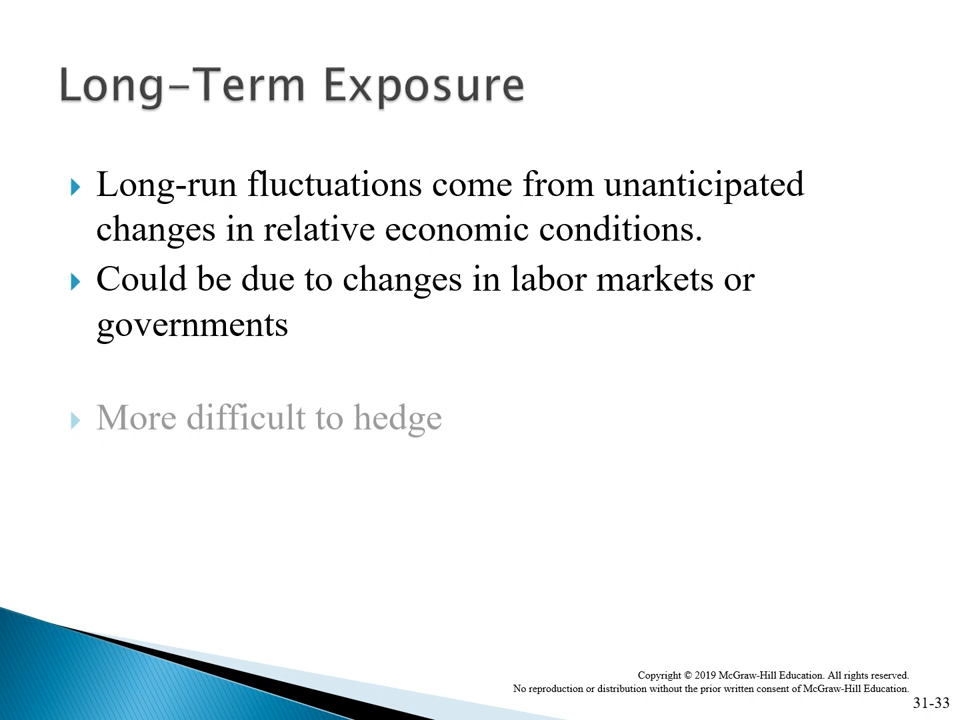 Long-Term Exposure
Long-run fluctuations come from unanticipated
changes in relative economic conditions.
Could be due to changes in labor markets or
governments
More difficult to hedge
Copyright © 2019 McGraw-Hill Education. All rights reserved.
No reproduction or distribution without the prior written consent of McGraw-Hill Education.
31-33